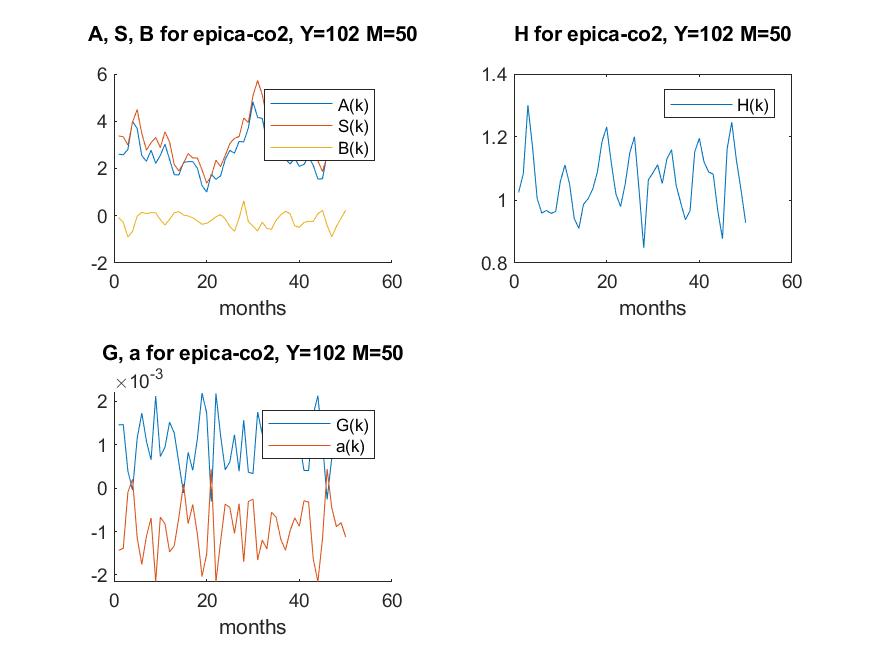 A, S, B for epica-co2, Y=102 M=50
6
4
2
0
-2
A(k)
S(k)
B(k)
0 20 40 60
months
H for epica-co2, Y=102 M=50
1.4
1.2
1
0.8
H(k)
0 20 40 60
months
G, a for epica-co2, Y=102 M=50
×10-3
2
1
0
-1
-2
G(k)
a(k)
0 20 40 60
months